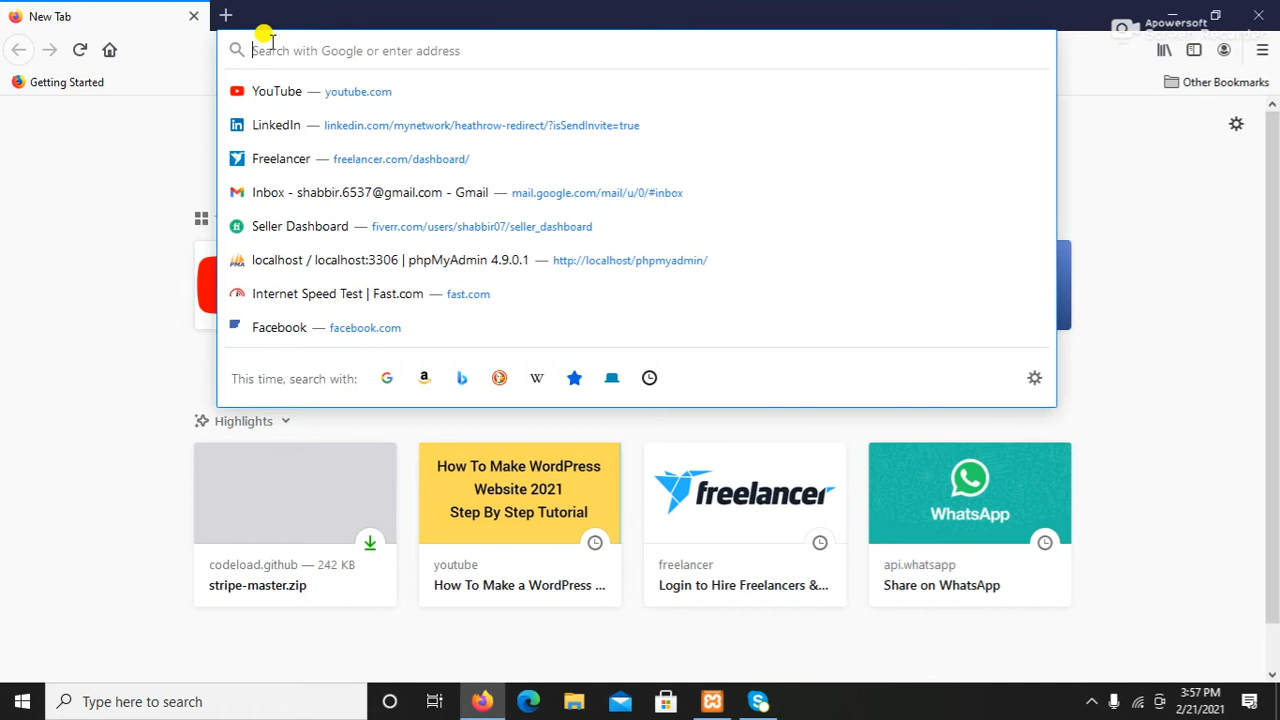 New Tab
Apowersoft
Screen Recorder
Search with Google or enter address
Getting Started
Other Bookmarks
YouTube — youtube.com
LinkedIn — linkedin.com/mynetwork/heathrow-redirect/?isSendInvite=true
Freelancer — freelancer.com/dashboard/
Inbox - shabbir.6537@gmail.com - Gmail — mail.google.com/mail/u/0/#inbox
Seller Dashboard — fiverr.com/users/shabbir07/seller_dashboard
localhost / localhost:3306 | phpMyAdmin 4.9.0.1 — http://localhost/phpmyadmin/
Internet Speed Test | Fast.com — fast.com
Facebook — facebook.com
This time, search with:
Highlights
How To Make WordPress
Website 2021
Step By Step Tutorial
freelancer
WhatsApp
codeload.github — 242 KB
stripe-master.zip
youtube
How To Make a WordPress ...
freelancer
Login to Hire Freelancers &...
api.whatsapp
Share on WhatsApp
Type here to search
3:57 PM
2/21/2021